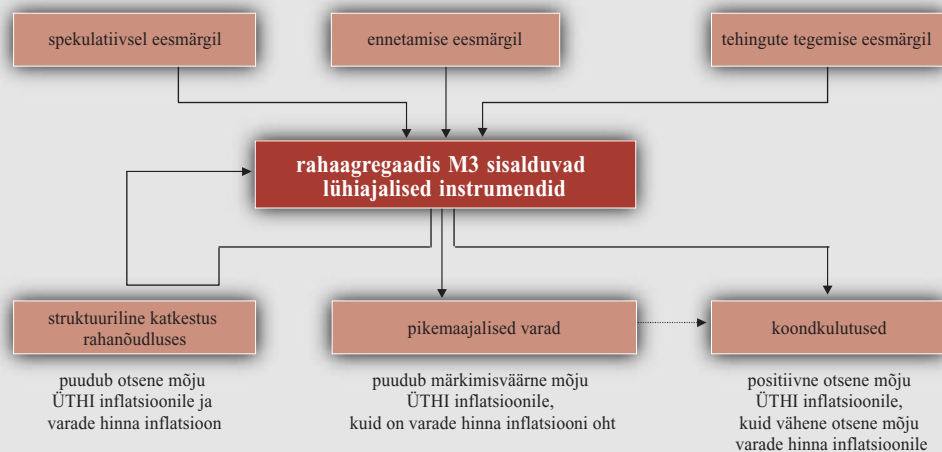 spekulatiivsel eesmärgil
ennetamise eesmärgil
tehingute tegemise eesmärgil
rahaagregaadis M3 sisalduvad
lühiajalised instrumendid
struktuuriline katkestus
rahanõudluses
pikemaajalised varad
koondkulutused
puudub otsene mõju
ÜTHI inflatsioonile ja
varade hinna inflatsioon
puudub märkimisväärne mõju
ÜTHI inflatsioonile,
kuid on varade hinna inflatsiooni oht
positiivne otsene mõju
ÜTHI inflatsioonile,
kuid vähene otsene mõju
varade hinna inflatsioonile